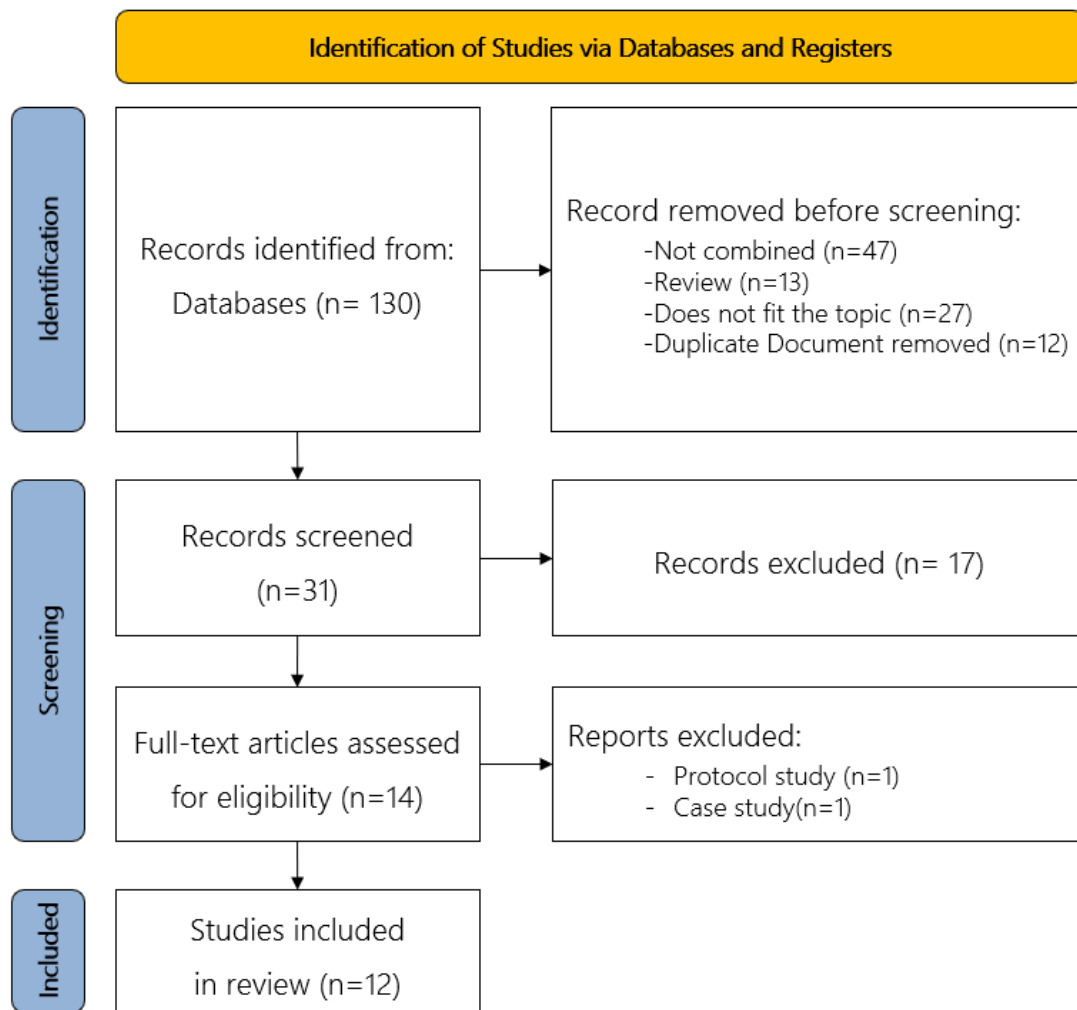 Identification of Studies via Databases and Registers
Identification
Records identified from:
Databases (n= 130)
Record removed before screening:
-Not combined (n=47)
-Review (n=13)
-Does not fit the topic (n=27)
-Duplicate Document removed (n=12)
Screening
Records screened
(n=31)
Records excluded (n= 17)
Full-text articles assessed
for eligibility (n=14)
Reports excluded:
- Protocol study (n=1)
- Case study(n=1)
Included
Studies included
in review (n=12)